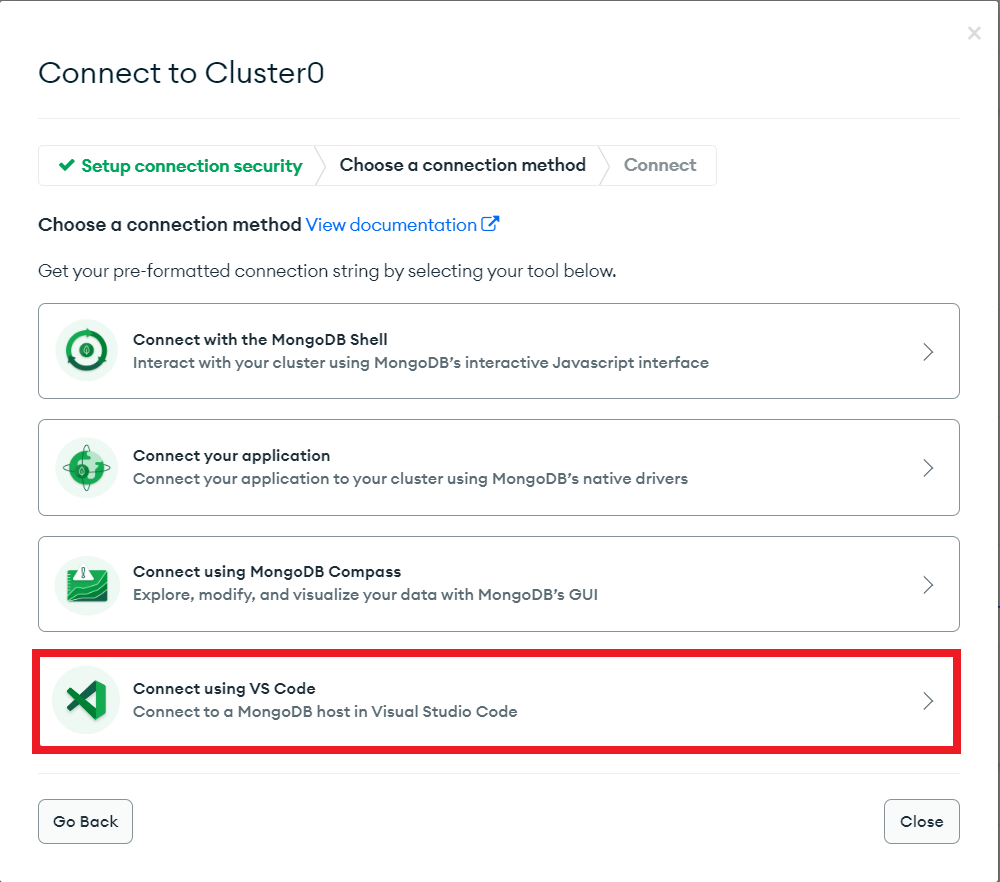 Connect to Cluster0
Setup connection security
Choose a connection method
Connect
Choose a connection method View documentation
Get your pre-formatted connection string by selecting your tool below.
Connect with the MongoDB Shell
Interact with your cluster using MongoDB’s interactive Javascript interface
Connect your application
Connect your application to your cluster using MongoDB’s native drivers
Connect using MongoDB Compass
Explore, modify, and visualize your data with MongoDB’s GUI
Connect using VS Code
Connect to a MongoDB host in Visual Studio Code
Go Back
Close